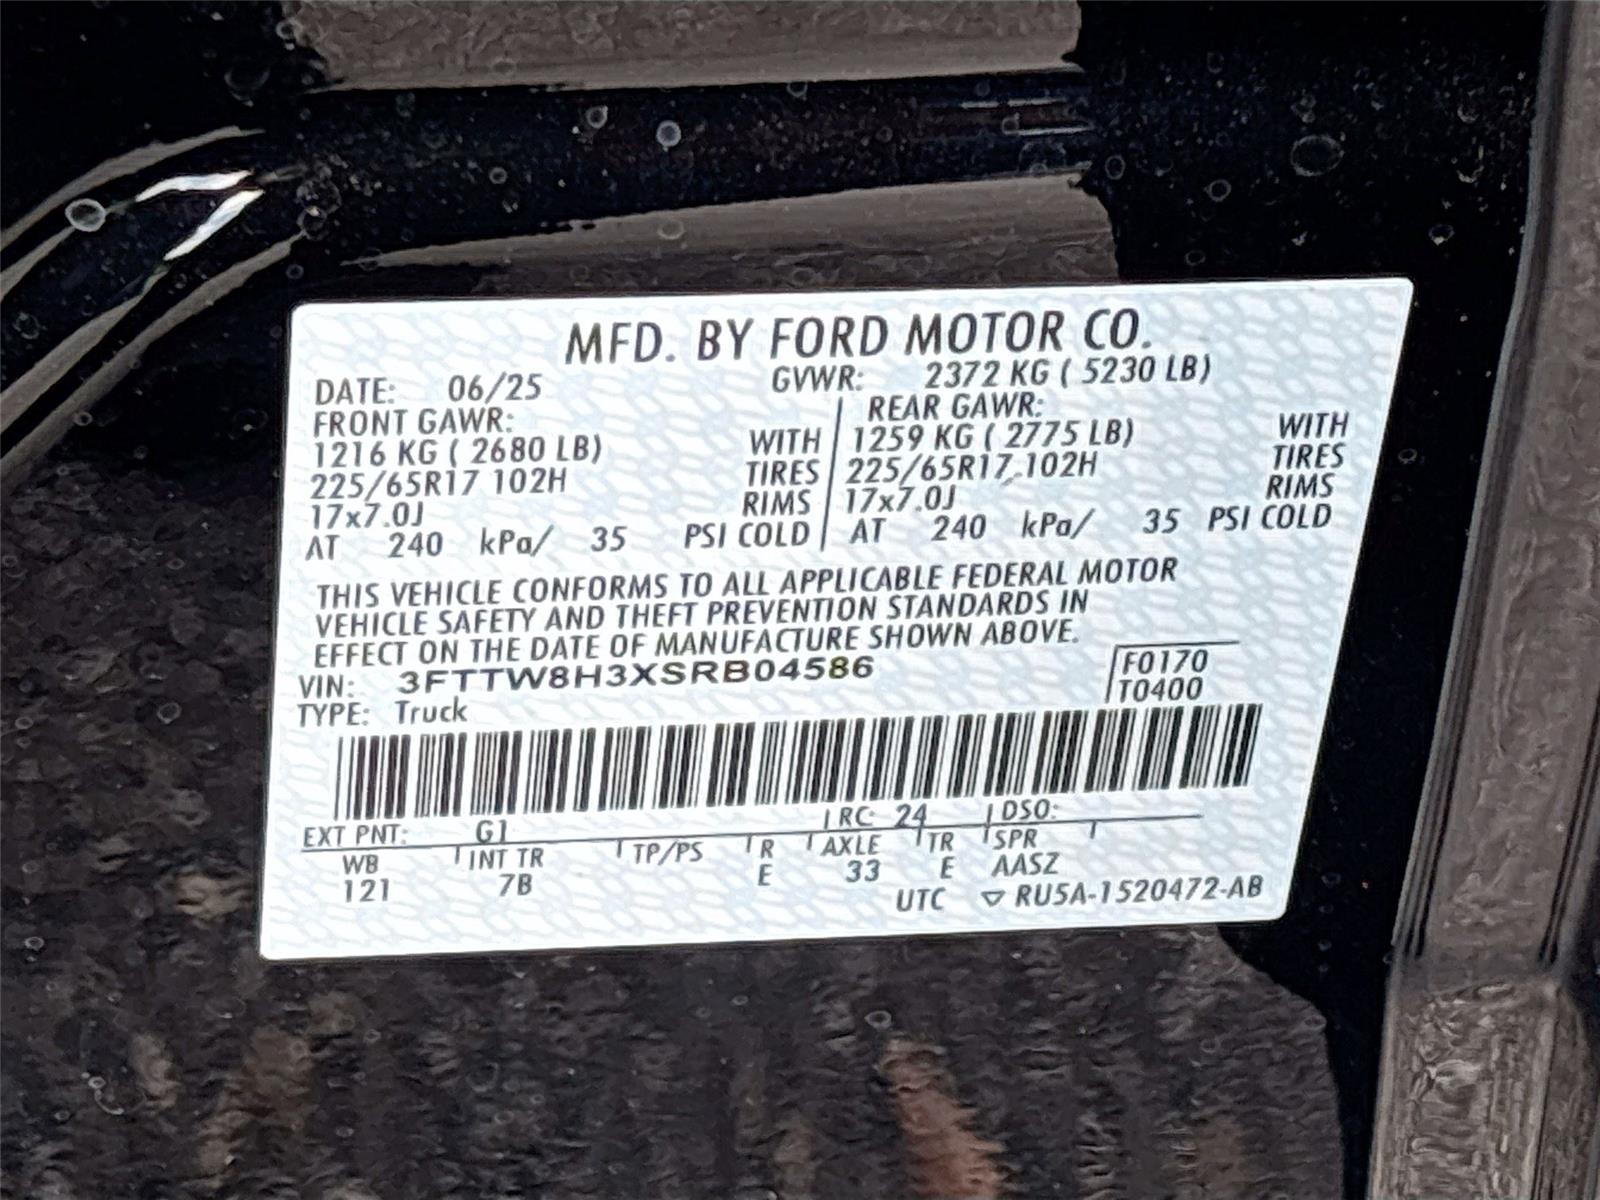 MFD. BY FORD MOTOR CO.
DATE: 06/25 GVWR: 2372 KG ( 5230 LB)
FRONT GAWR: REAR GAWR:
1216 KG ( 2680 LB) WITH 1259 KG ( 2775 LB) WITH
225/65R17 102H TIRES 225/65R17 102H TIRES
17x7.0J RIMS 17x7.0J RIMS
AT 240 kPa/ 35 PSI COLD AT 240 kPa/ 35 PSI COLD
THIS VEHICLE CONFORMS TO ALL APPLICABLE FEDERAL MOTOR
VEHICLE SAFETY AND THEFT PREVENTION STANDARDS IN
EFFECT ON THE DATE OF MANUFACTURE SHOWN ABOVE.
VIN: 3FTTW8H3XSRB04586 F0170
TYPE: Truck T0400
EXT PNT: G1 RC: 24 DSO:
WB INT TR TP/PS R AXLE TR SPR
121 7B E 33 E AASZ
UTC ▽ RU5A-1520472-AB